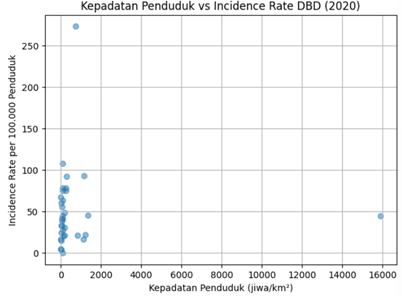 Kepadatan Penduduk vs Incidence Rate DBD (2020)
Incidence Rate per 100.000 Penduduk
250
200
150
100
50
0
0 2000 4000 6000 8000 10000 12000 14000 16000
Kepadatan Penduduk (jiwa/km²)